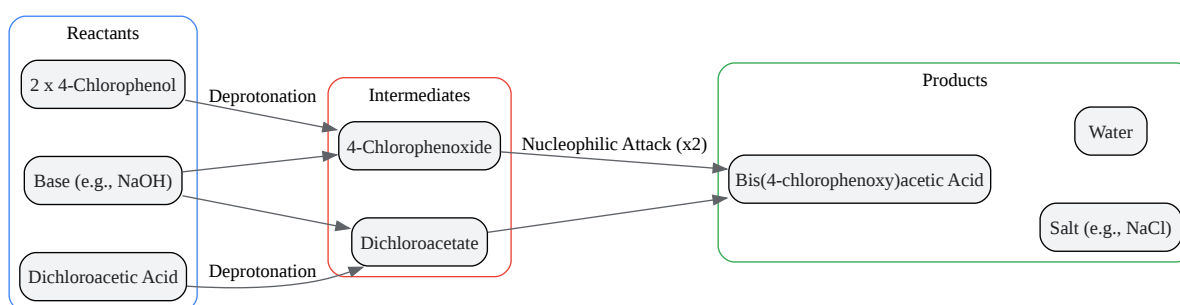 Reactants
2 x 4-Chlorophenol
Base (e.g., NaOH)
Dichloroacetic Acid
Deprotonation
Deprotonation
Intermediates
4-Chlorophenoxide
Dichloroacetate
Nucleophilic Attack (x2)
Products
Water
Bis(4-chlorophenoxy)acetic Acid
Salt (e.g., NaCl)